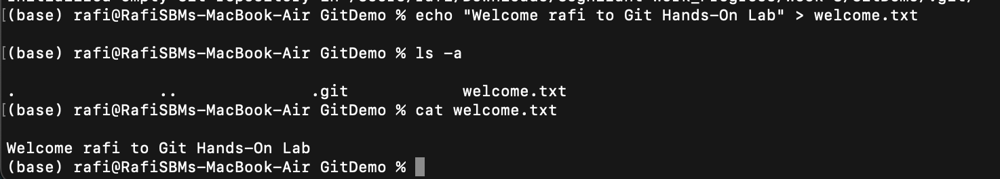 (base) rafi@RafiSBMs-MacBook-Air GitDemo % echo "Welcome rafi to Git Hands-On Lab" > welcome.txt
[(base) rafi@RafiSBMs-MacBook-Air GitDemo % ls -a
. .. .git welcome.txt
[(base) rafi@RafiSBMs-MacBook-Air GitDemo % cat welcome.txt
Welcome rafi to Git Hands-On Lab
(base) rafi@RafiSBMs-MacBook-Air GitDemo %